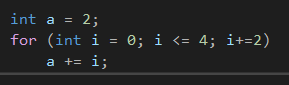 int a = 2;
for (int i = 0; i <= 4; i+=2)
    a += i;